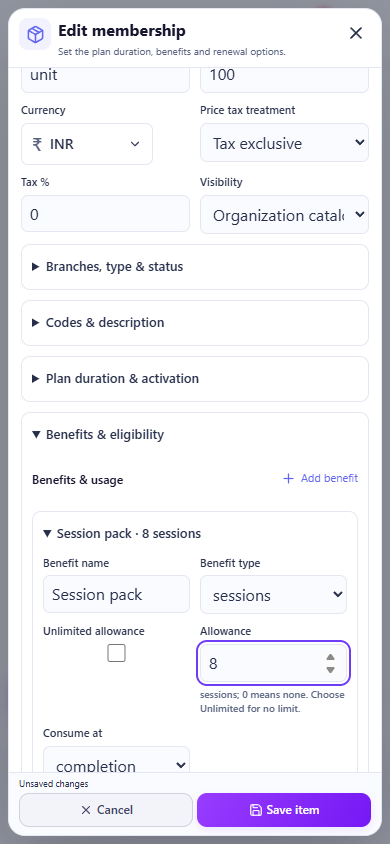 Edit membership
Set the plan duration, benefits and renewal options.
unit
100
Currency
Price tax treatment
₹ INR
Tax exclusive
Tax %
Visibility
0
Organization catal
Branches, type & status
Codes & description
Plan duration & activation
Benefits & eligibility
Benefits & usage
Add benefit
Session pack · 8 sessions
Benefit name
Benefit type
Session pack
sessions
Unlimited allowance
Allowance
8
sessions; 0 means none. Choose
Unlimited for no limit.
Consume at
completion
Unsaved changes
Cancel
Save item